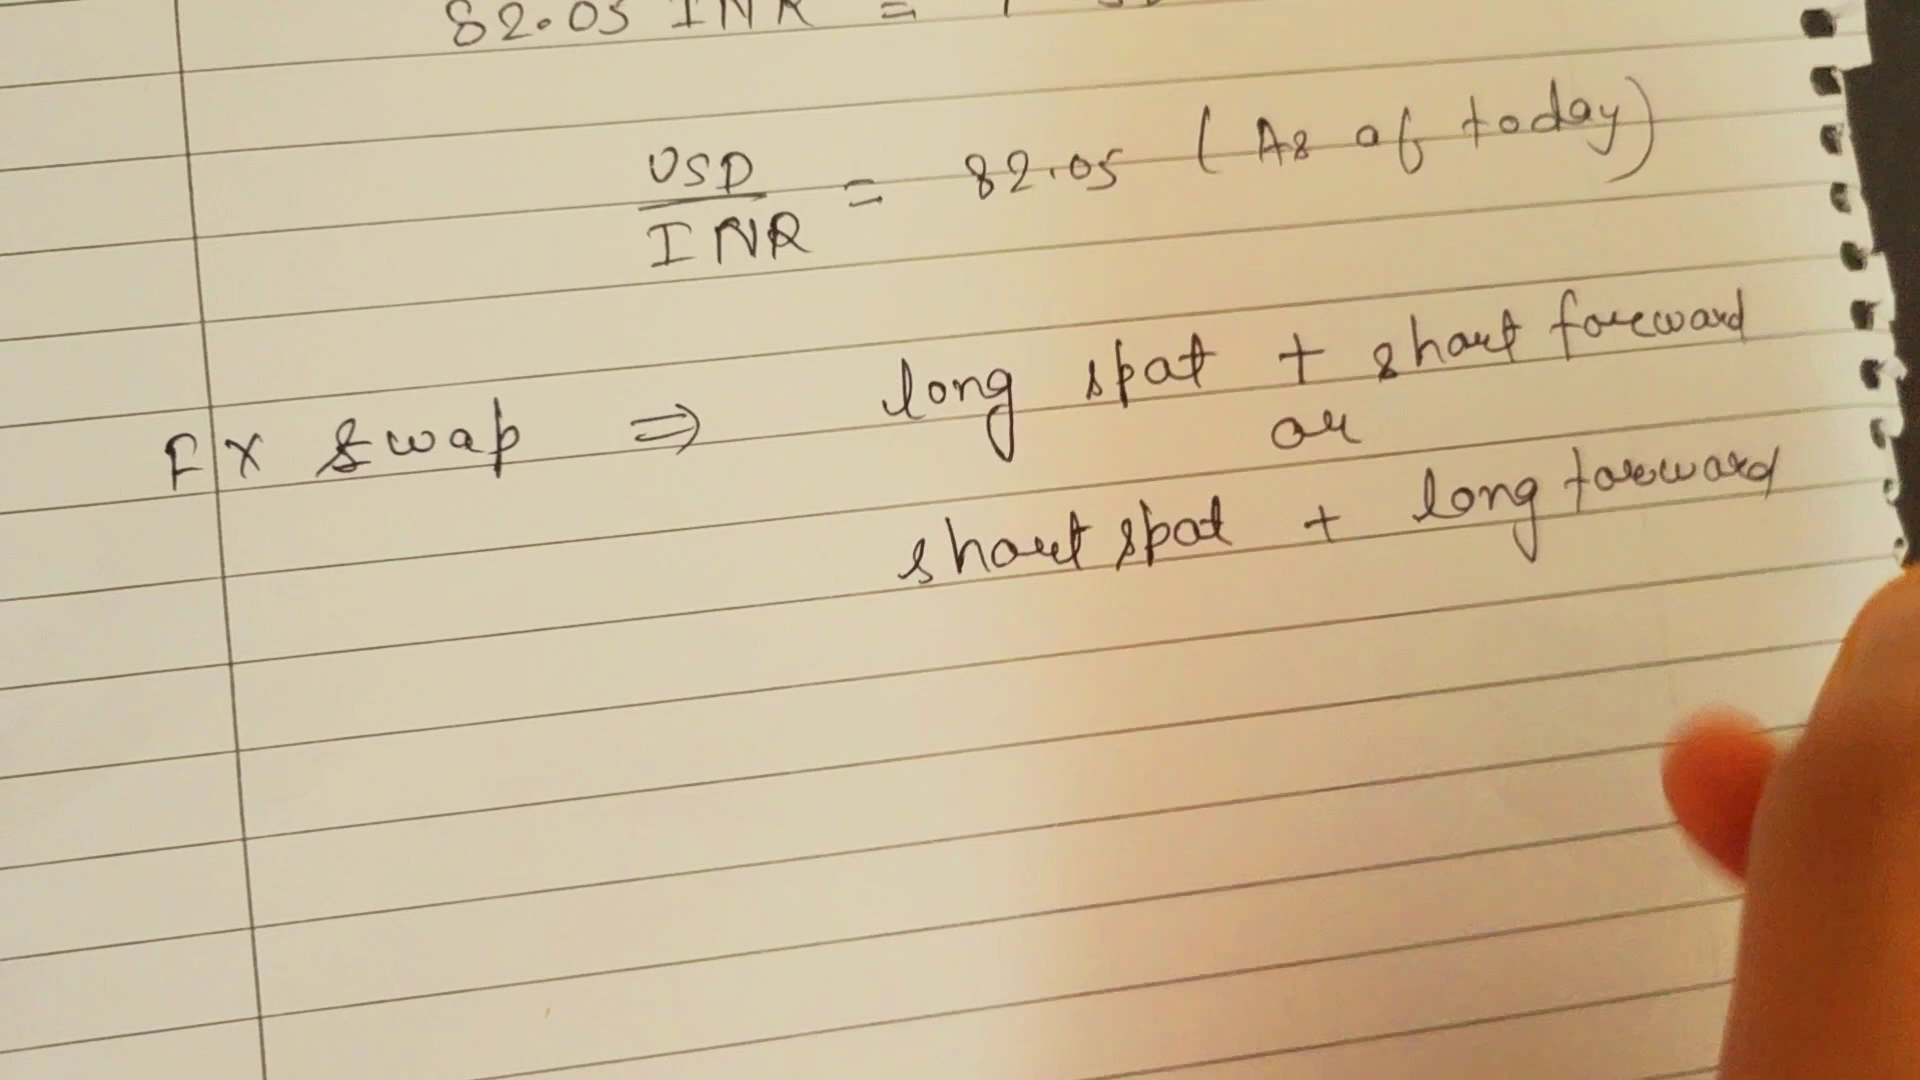 82.05 INR =
USD
INR
= 82.05 (As of today)
FX Swap ⇒ long spot + short forward
or
short spot + long forward